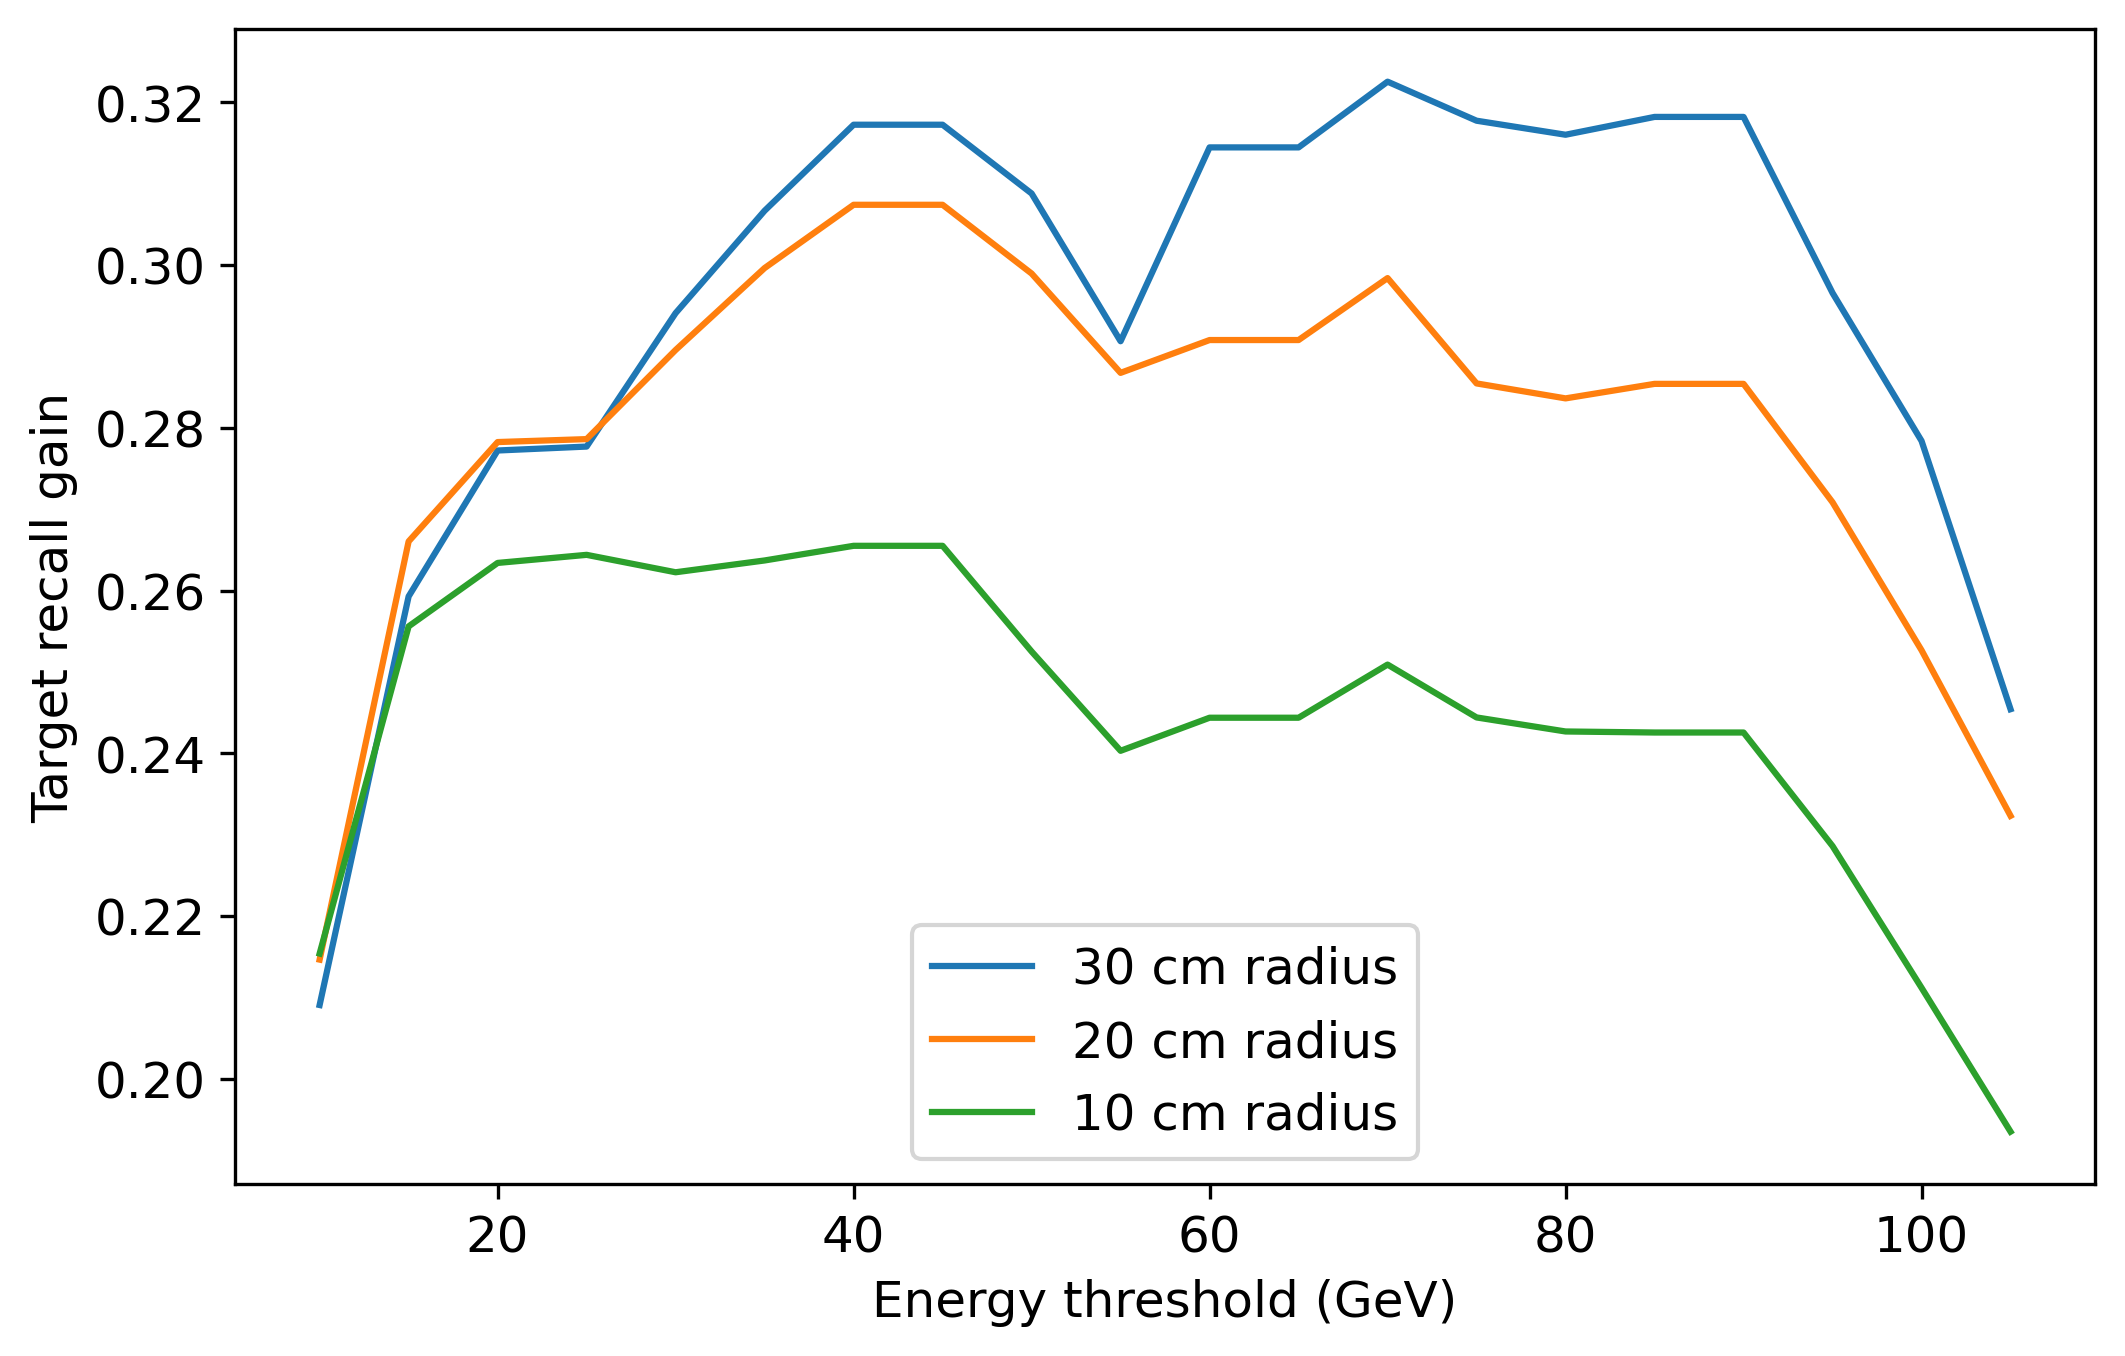 0.32
0.30
0.28
0.26
0.24
0.22
0.20
Target recall gain
30 cm radius
20 cm radius
10 cm radius
20 40 60 80 100
Energy threshold (GeV)